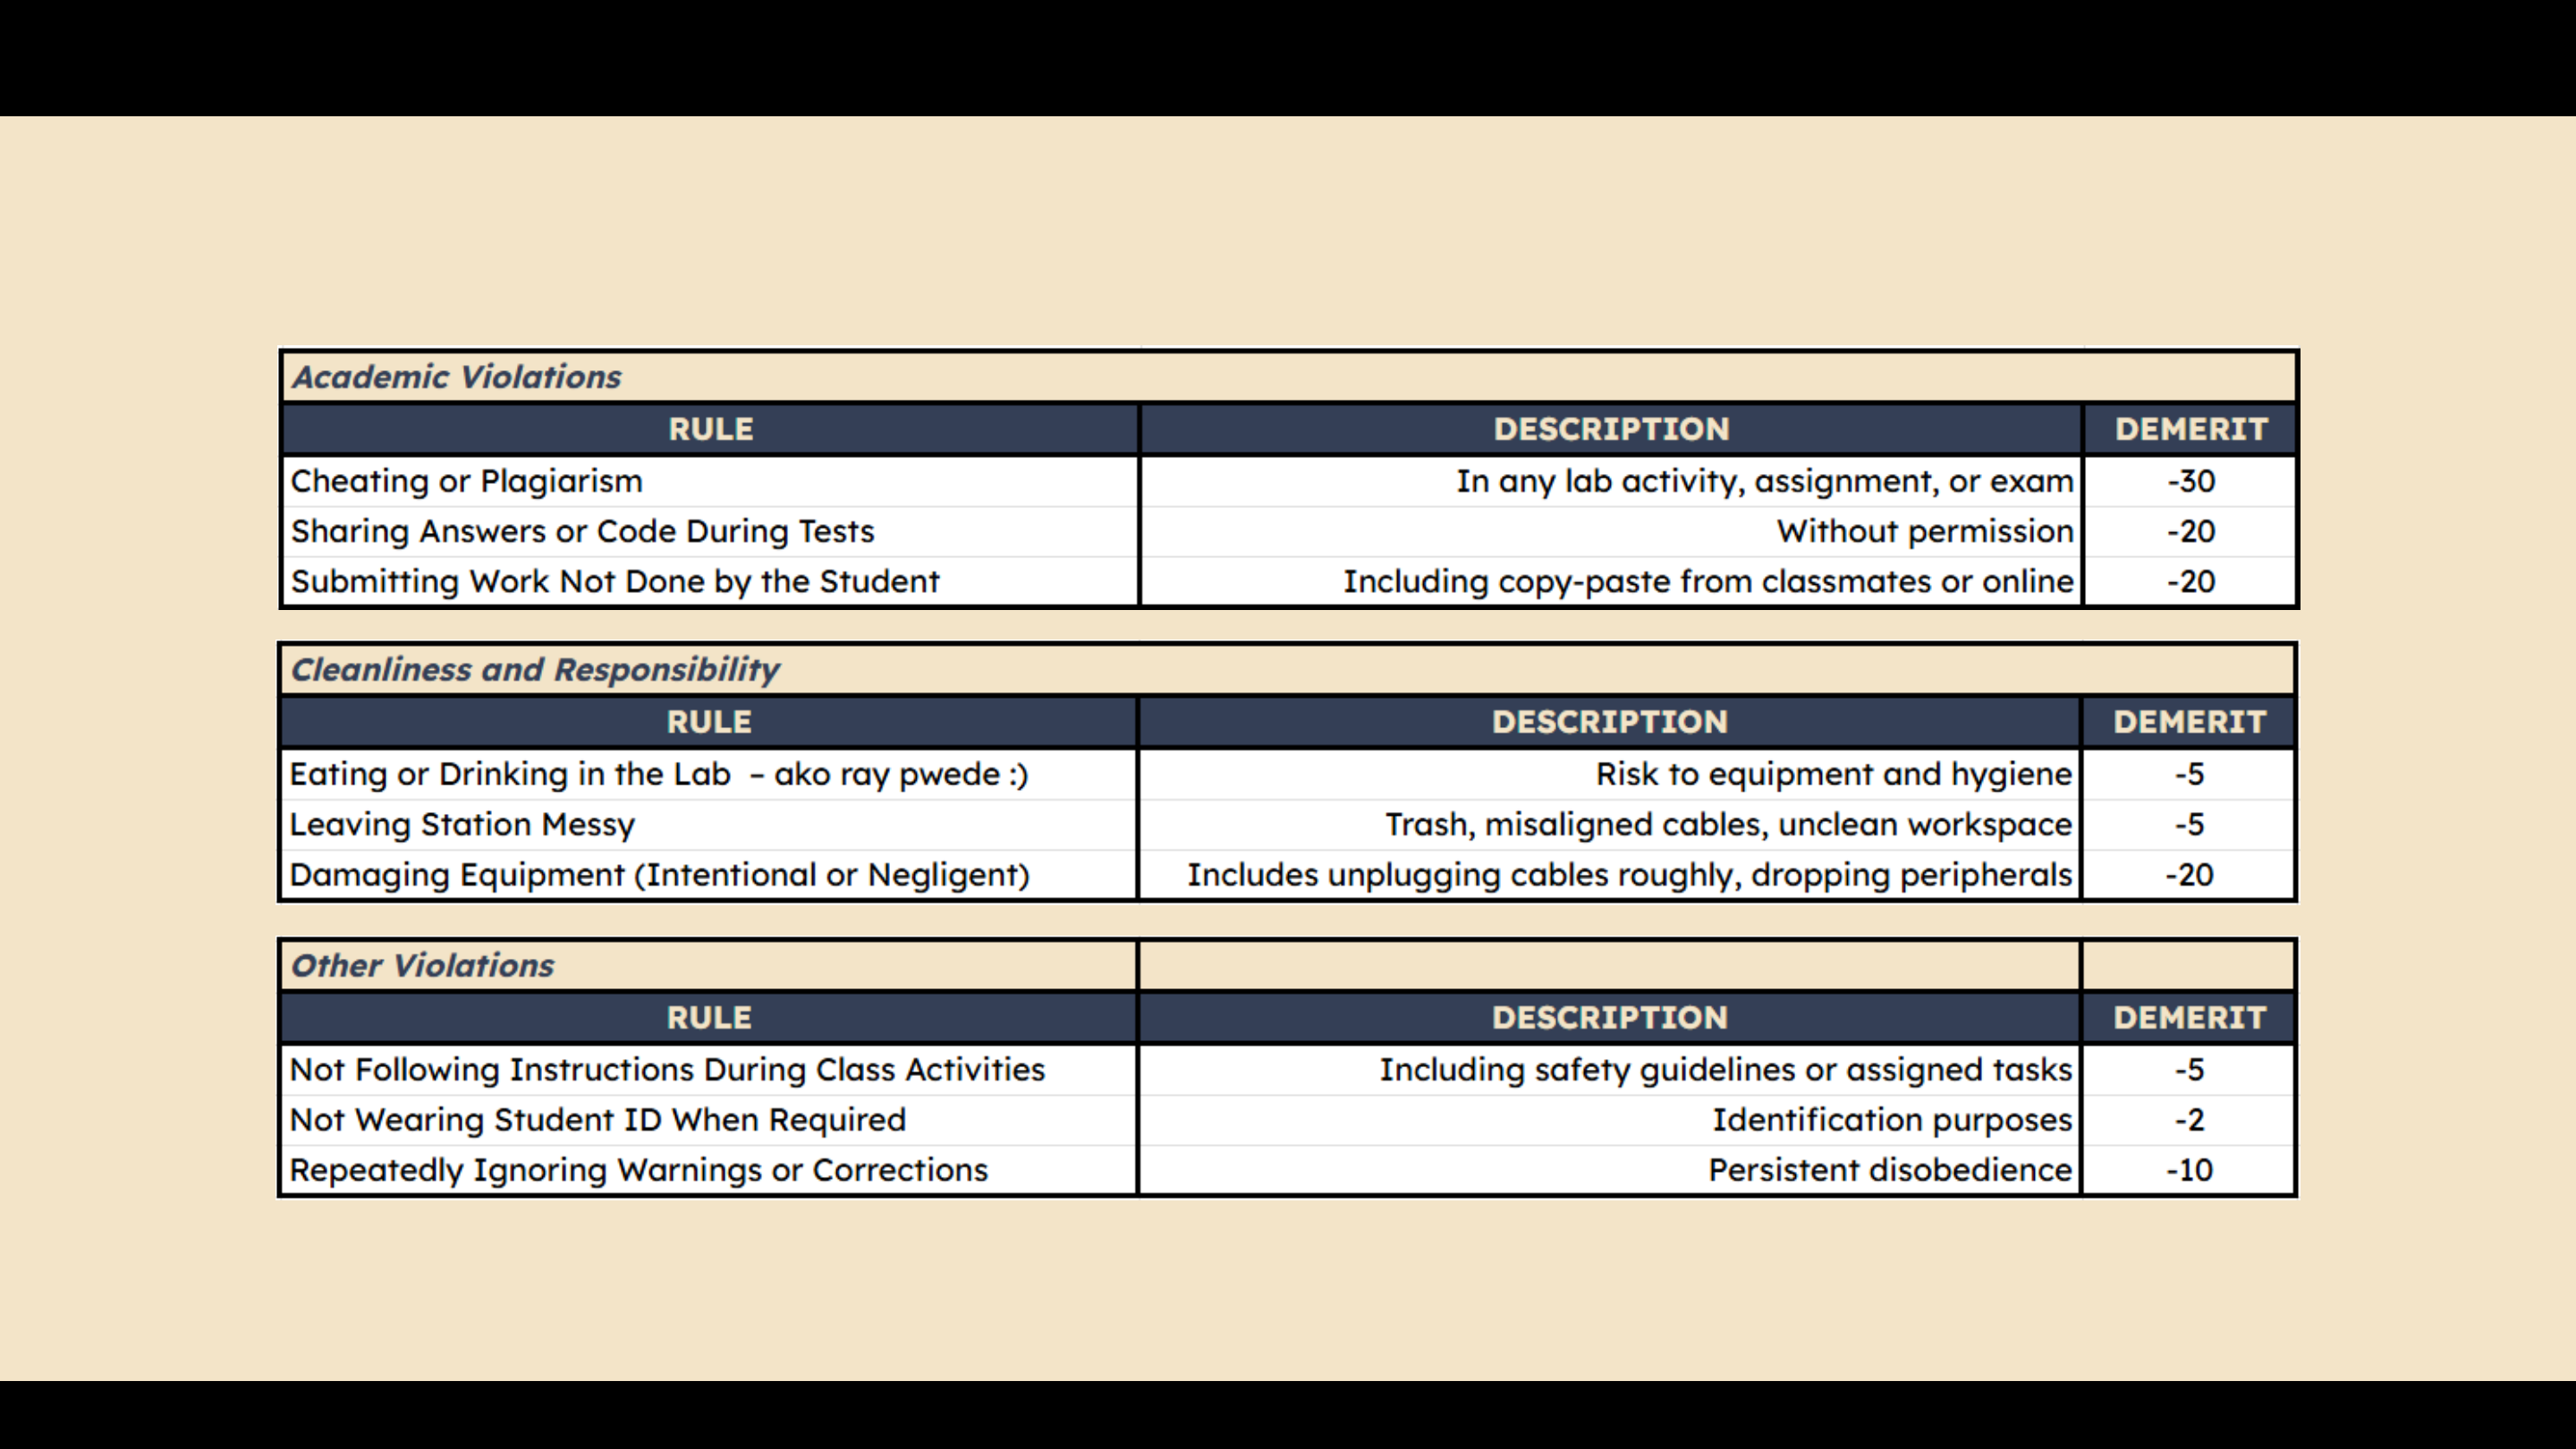 Academic Violations
RULE DESCRIPTION DEMERIT
Cheating or Plagiarism In any lab activity, assignment, or exam -30
Sharing Answers or Code During Tests Without permission -20
Submitting Work Not Done by the Student Including copy-paste from classmates or online -20
Cleanliness and Responsibility
RULE DESCRIPTION DEMERIT
Eating or Drinking in the Lab – ako ray pwede :) Risk to equipment and hygiene -5
Leaving Station Messy Trash, misaligned cables, unclean workspace -5
Damaging Equipment (Intentional or Negligent) Includes unplugging cables roughly, dropping peripherals -20
Other Violations
RULE DESCRIPTION DEMERIT
Not Following Instructions During Class Activities Including safety guidelines or assigned tasks -5
Not Wearing Student ID When Required Identification purposes -2
Repeatedly Ignoring Warnings or Corrections Persistent disobedience -10